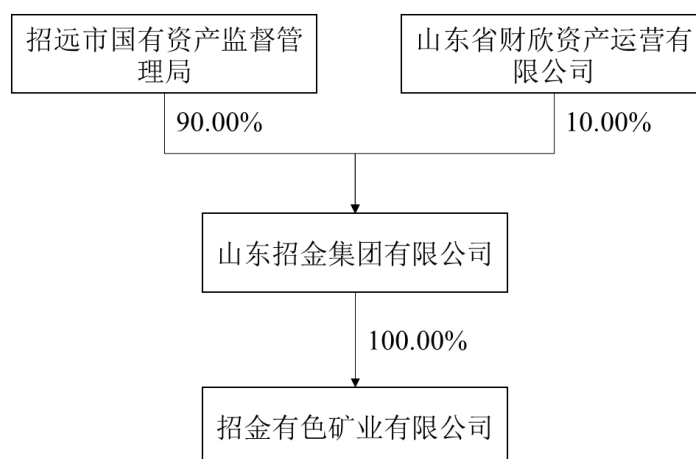 招远市国有资产监督管
理局
山东省财欣资产运营有
限公司
90.00%
10.00%
山东招金集团有限公司
100.00%
招金有色矿业有限公司